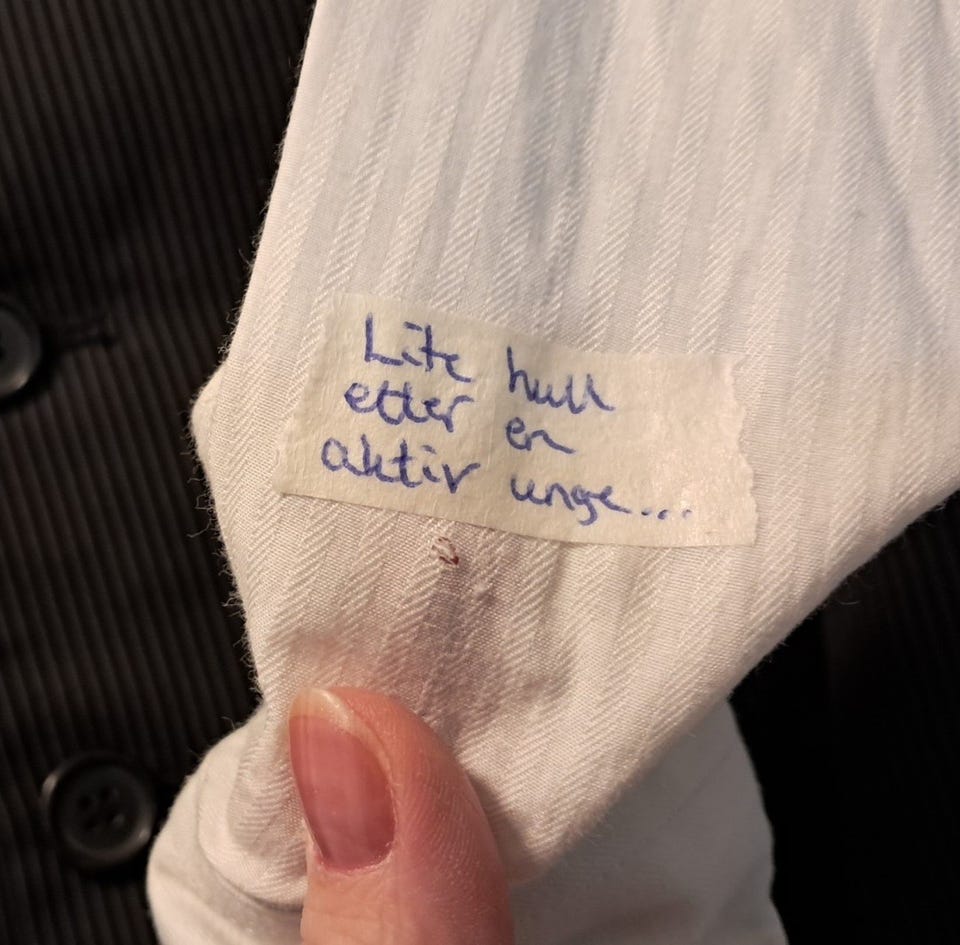 Lite hull
etter en
aktiv unge...